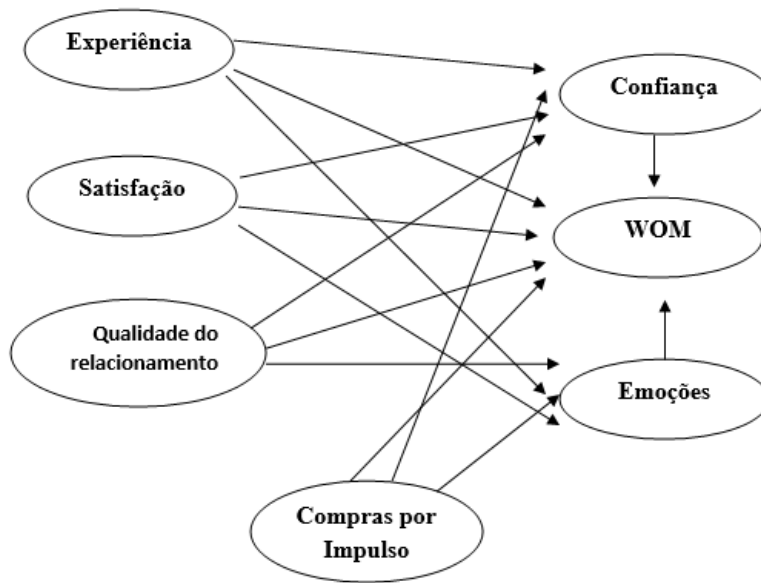 Experiência
Confiança
Satisfação
WOM
Qualidade do
relacionamento
Emoções
Compras por
Impulso